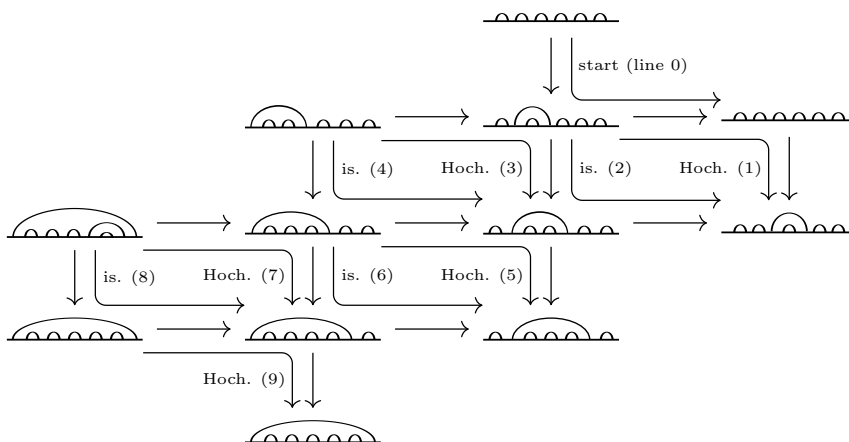 start (line 0)
is. (4)
Hoch. (3)
is. (2)
Hoch. (1)
is. (8)
Hoch. (7)
is. (6)
Hoch. (5)
Hoch. (9)